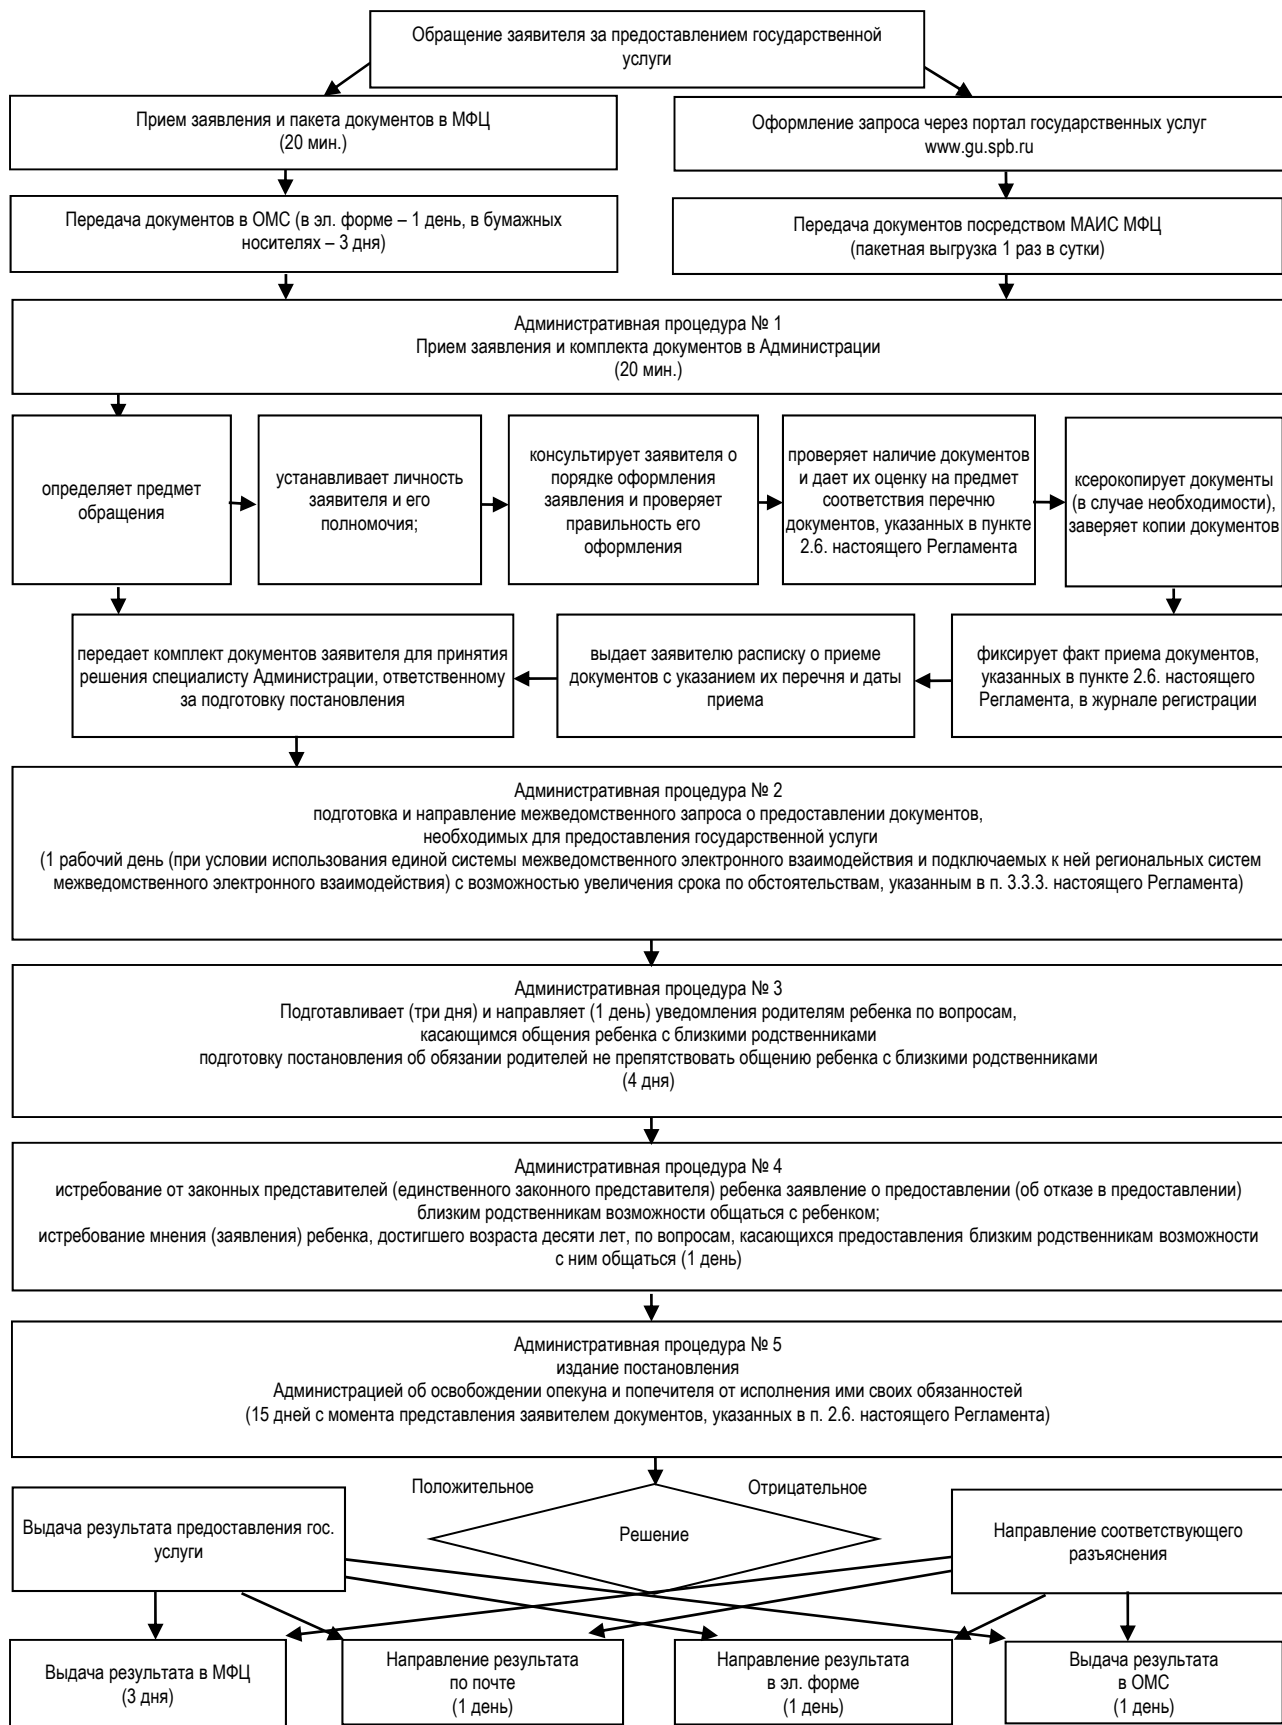 Обращение заявителя за предоставлением государственной
услуги
Прием заявления и пакета документов в МФЦ
(20 мин.)
Оформление запроса через портал государственных услуг
www.gu.spb.ru
Передача документов в ОМС (в эл. форме – 1 день, в бумажных
носителях – 3 дня)
Передача документов посредством МАИС МФЦ
(пакетная выгрузка 1 раз в сутки)
Административная процедура № 1
Прием заявления и комплекта документов в Администрации
(20 мин.)
определяет предмет
обращения
устанавливает личность
заявителя и его
полномочия;
консультирует заявителя о
порядке оформления
заявления и проверяет
правильность его
оформления
проверяет наличие документов
и дает их оценку на предмет
соответствия перечню
документов, указанных в пункте
2.6. настоящего Регламента
ксерокопирует документы
(в случае необходимости),
заверяет копии документов
передает комплект документов заявителя для принятия
решения специалисту Администрации, ответственному
за подготовку постановления
выдает заявителю расписку о приеме
документов с указанием их перечня и даты
приема
фиксирует факт приема документов,
указанных в пункте 2.6. настоящего
Регламента, в журнале регистрации
Административная процедура № 2
подготовка и направление межведомственного запроса о предоставлении документов,
необходимых для предоставления государственной услуги
(1 рабочий день (при условии использования единой системы межведомственного электронного взаимодействия и подключаемых к ней региональных систем
межведомственного электронного взаимодействия) с возможностью увеличения срока по обстоятельствам, указанным в п. 3.3.3. настоящего Регламента)
Административная процедура № 3
Подготавливает (три дня) и направляет (1 день) уведомления родителям ребенка по вопросам,
касающимся общения ребенка с близкими родственниками
подготовку постановления об обязании родителей не препятствовать общению ребенка с близкими родственниками
(4 дня)
Административная процедура № 4
истребование от законных представителей (единственного законного представителя) ребенка заявление о предоставлении (об отказе в предоставлении)
близким родственникам возможности общаться с ребенком;
истребование мнения (заявления) ребенка, достигшего возраста десяти лет, по вопросам, касающихся предоставления близким родственникам возможности
с ним общаться (1 день)
Административная процедура № 5
издание постановления
Администрацией об освобождении опекуна и попечителя от исполнения ими своих обязанностей
(15 дней с момента представления заявителем документов, указанных в п. 2.6. настоящего Регламента)
Положительное
Отрицательное
Выдача результата предоставления гос.
услуги
Решение
Направление соответствующего
разъяснения
Выдача результата в МФЦ
(3 дня)
Направление результата
по почте
(1 день)
Направление результата
в эл. форме
(1 день)
Выдача результата
в ОМС
(1 день)